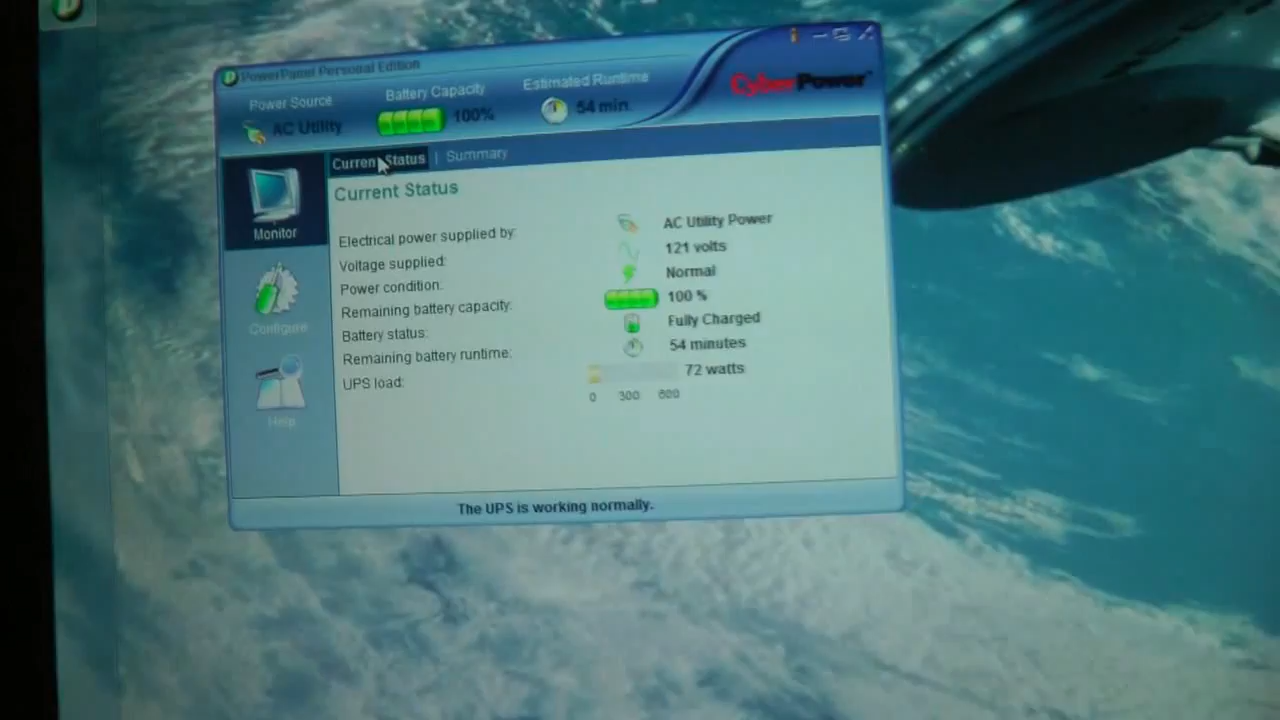 PowerPanel Personal Edition
Power Source
Battery Capacity
Estimated Runtime
CyberPower
AC Utility
100%
54 min.
Current Status | Summary
Current Status
Monitor
Configure
Help
Electrical power supplied by: AC Utility Power
Voltage supplied: 121 volts
Power condition: Normal
Remaining battery capacity: 100 %
Battery status: Fully Charged
Remaining battery runtime: 54 minutes
UPS load: 72 watts
0 300 600
The UPS is working normally.